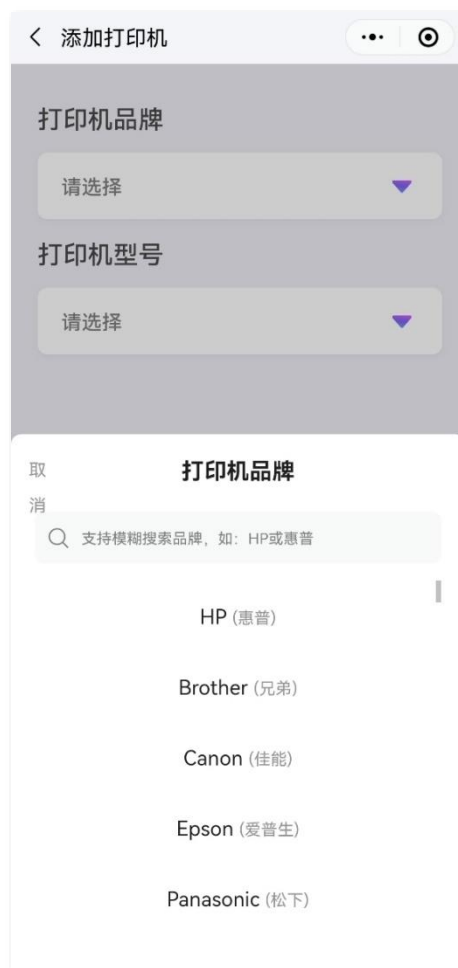 添加打印机
打印机品牌
请选择
打印机型号
请选择
取
消
打印机品牌
支持模糊搜索品牌，如：HP或惠普
HP (惠普)
Brother (兄弟)
Canon (佳能)
Epson (爱普生)
Panasonic (松下)